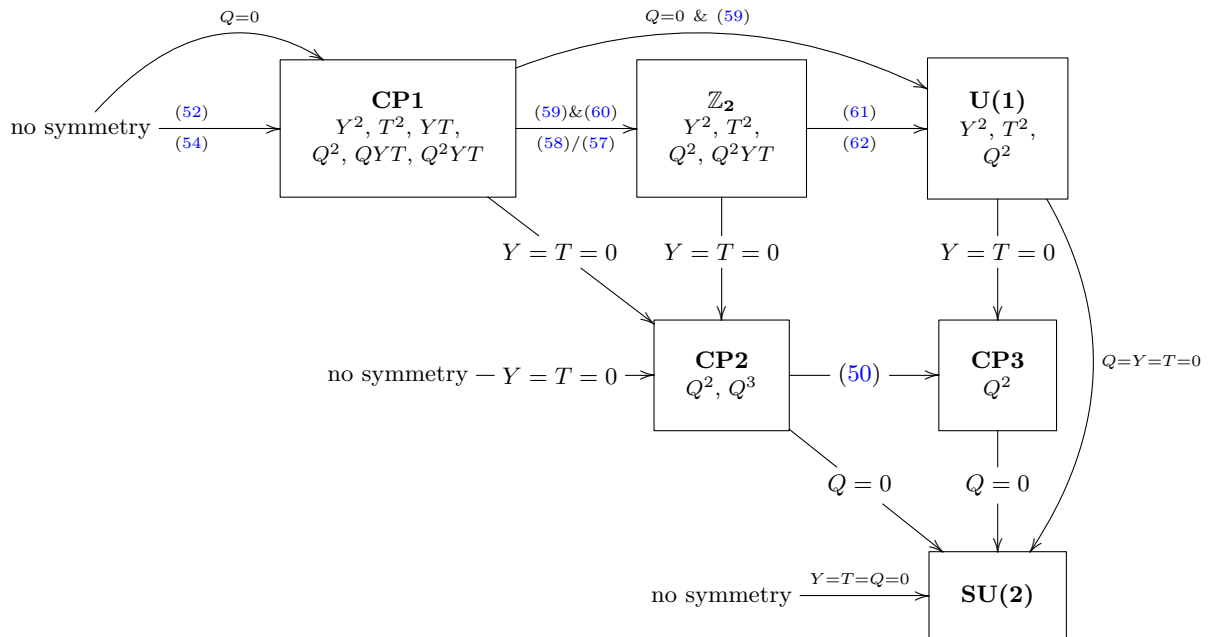 Q=0
Q=0 & (59)
CP1
Y², T², YT,
Q², QYT, Q²YT
ℤ₂
Y², T²,
Q², Q²YT
U(1)
Y², T²,
Q²
no symmetry
(52)
(54)
(59)&(60)
(58)/(57)
(61)
(62)
Y = T = 0
Y = T = 0
Y = T = 0
no symmetry
Y = T = 0
CP2
Q², Q³
(50)
CP3
Q²
Q=Y=T=0
Q = 0
Q = 0
no symmetry
Y=T=Q=0
SU(2)